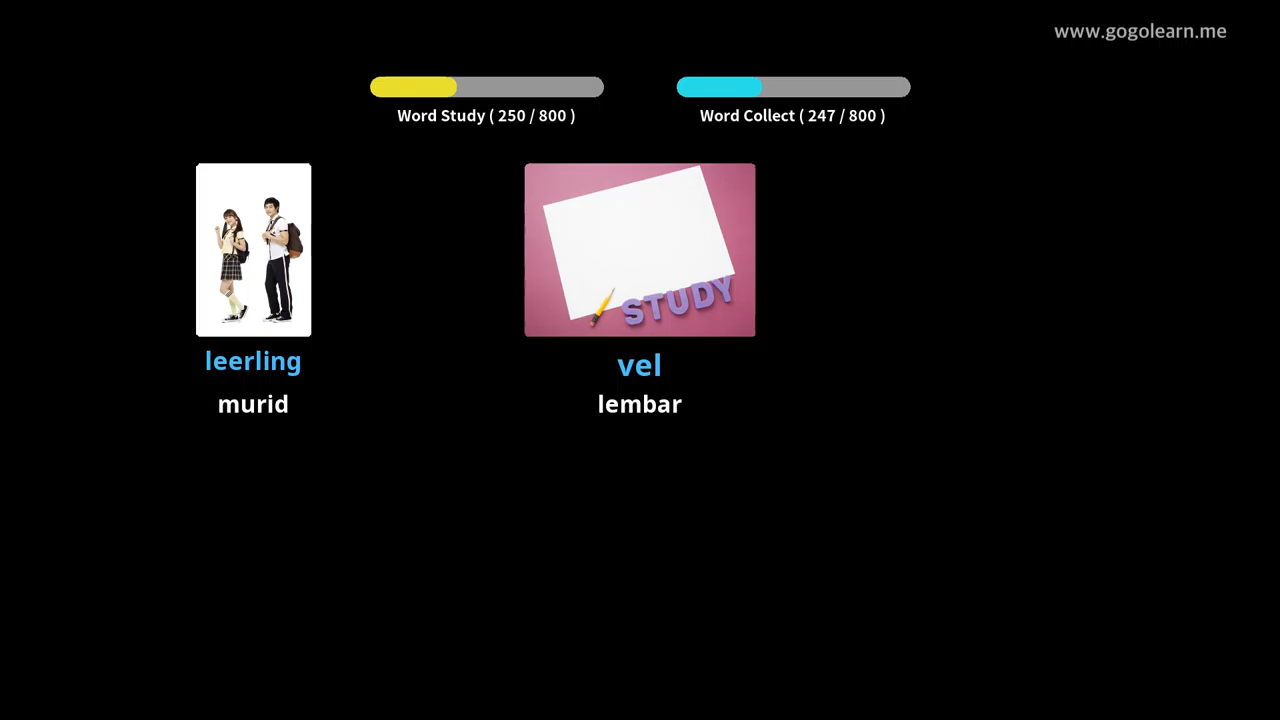 www.gogolearn.me
Word Study ( 250 / 800 )
Word Collect ( 247 / 800 )
STUDY
leerling
vel
murid
lembar